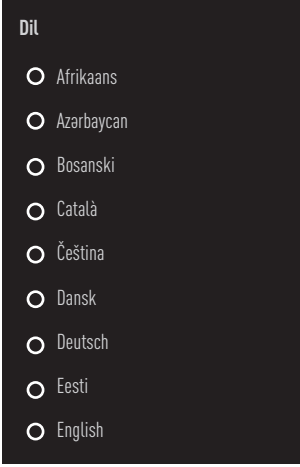 Dil
Afrikaans
Azərbaycan
Bosanski
Català
Čeština
Dansk
Deutsch
Eesti
English